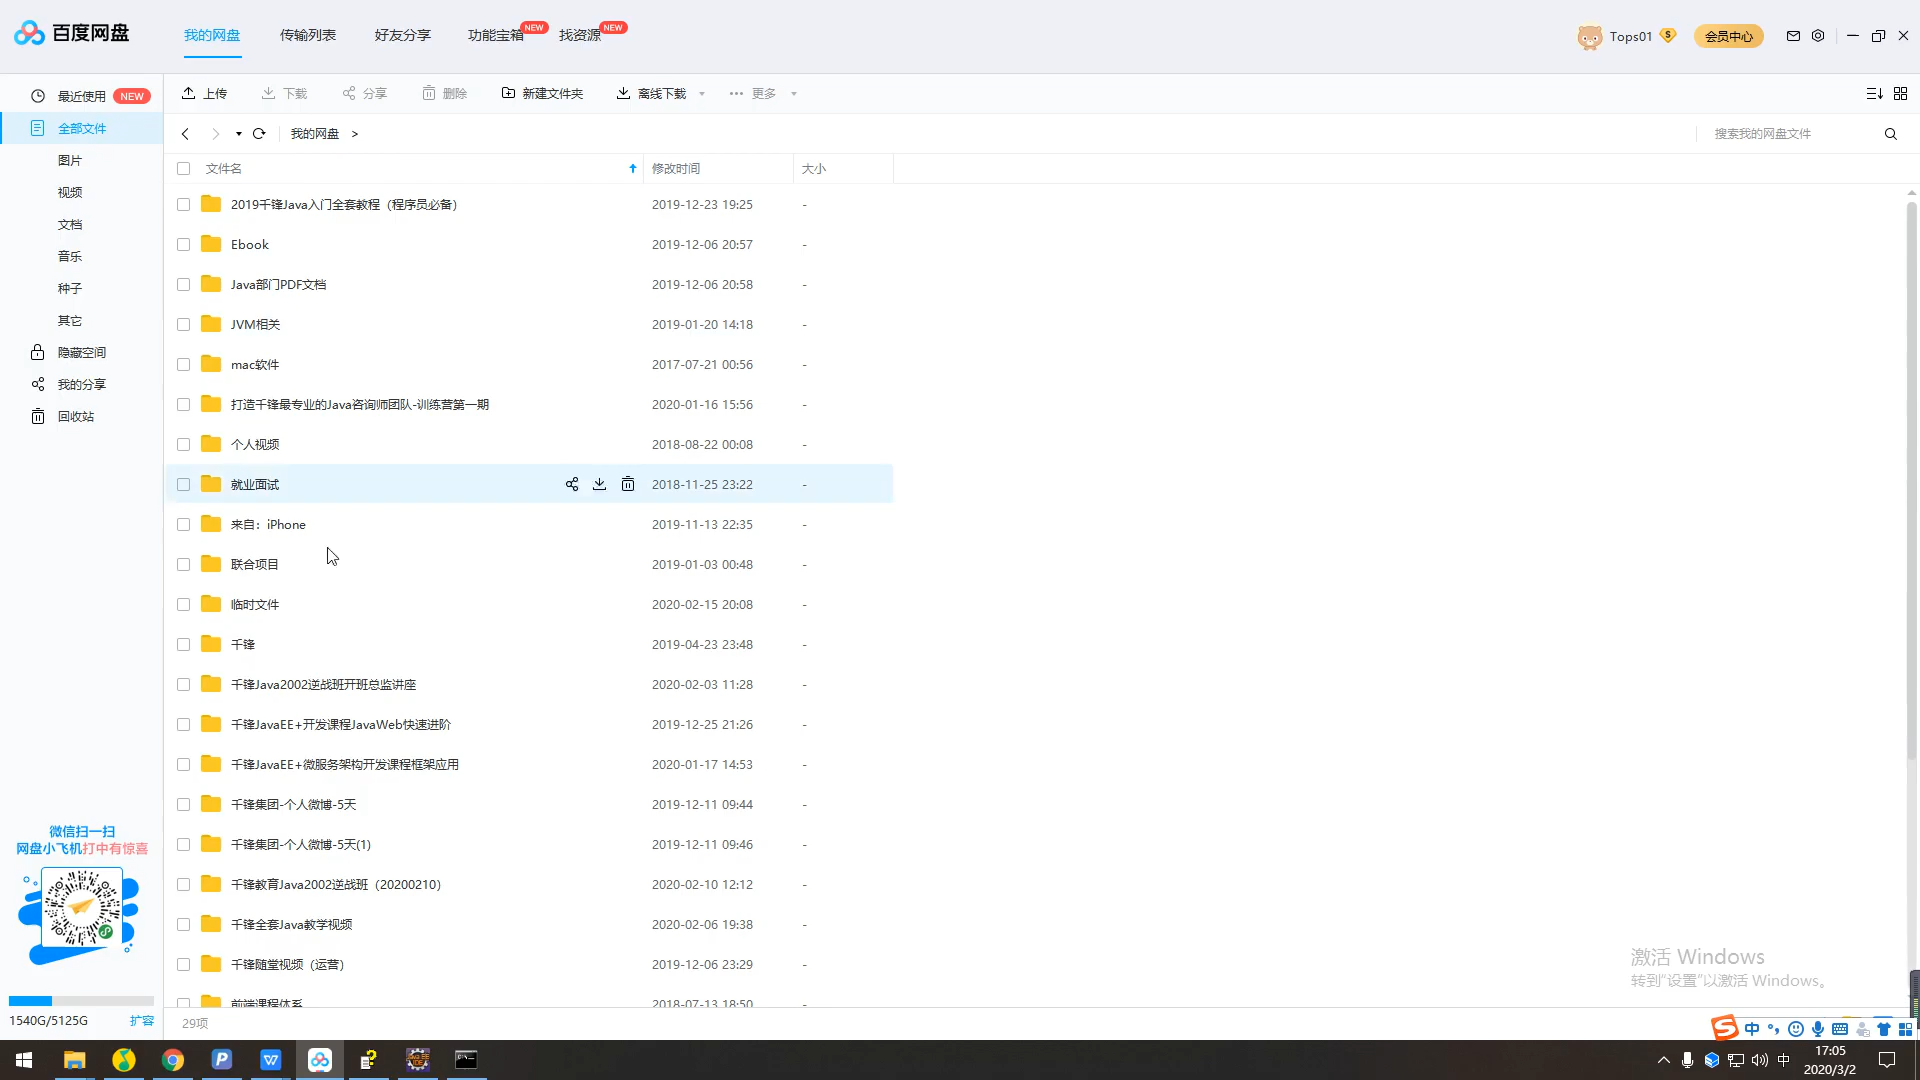 百度网盘
我的网盘
传输列表
好友分享
功能宝箱 NEW
找资源 NEW
Tops01
会员中心
最近使用 NEW
全部文件
图片
视频
文档
音乐
种子
其它
隐藏空间
我的分享
回收站
微信扫一扫
网盘小飞机打中有惊喜
1540G/5125G 扩容
上传 下载 分享 删除 新建文件夹 离线下载 ··· 更多
我的网盘 >
搜索我的网盘文件
文件名 修改时间 大小
2019千锋Java入门全套教程（程序员必备） 2019-12-23 19:25 -
Ebook 2019-12-06 20:57 -
Java部门PDF文档 2019-12-06 20:58 -
JVM相关 2019-01-20 14:18 -
mac软件 2017-07-21 00:56 -
打造千锋最专业的Java咨询师团队-训练营第一期 2020-01-16 15:56 -
个人视频 2018-08-22 00:08 -
就业面试 2018-11-25 23:22 -
来自：iPhone 2019-11-13 22:35 -
联合项目 2019-01-03 00:48 -
临时文件 2020-02-15 20:08 -
千锋 2019-04-23 23:48 -
千锋Java2002逆战班开班总监讲座 2020-02-03 11:28 -
千锋JavaEE+开发课程JavaWeb快速进阶 2019-12-25 21:26 -
千锋JavaEE+微服务架构开发课程框架应用 2020-01-17 14:53 -
千锋集团-个人微博-5天 2019-12-11 09:44 -
千锋集团-个人微博-5天(1) 2019-12-11 09:46 -
千锋教育Java2002逆战班（20200210） 2020-02-10 12:12 -
千锋全套Java教学视频 2020-02-06 19:38 -
千锋随堂视频（运营） 2019-12-06 23:29 -
前端课程体系 2018-07-13 18:50 -
29项
激活 Windows
转到"设置"以激活 Windows。
中
中
17:05
2020/3/2